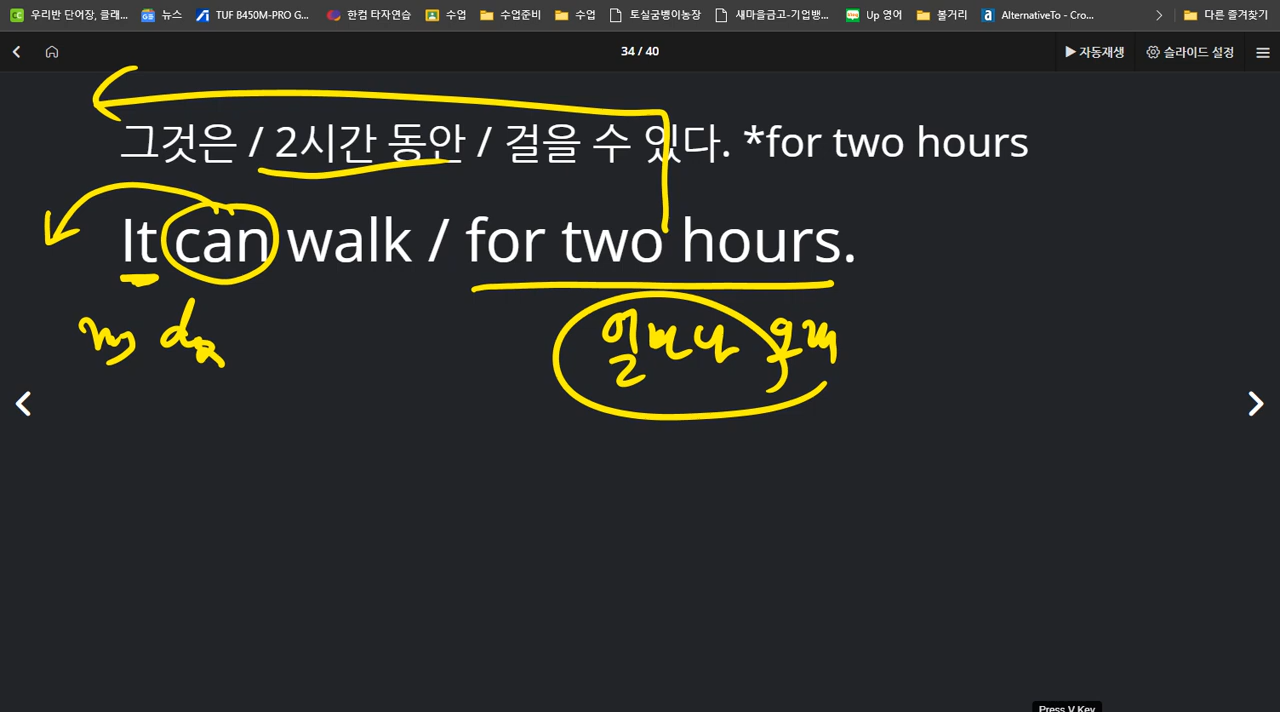 우리반 단어장, 클래... 뉴스 TUF B450M-PRO G... 한컴 타자연습 수업 수업준비 수업 토실굼벵이농장 새마을금고-기업뱅... Up 영어 볼거리 AlternativeTo - Cro... 다른 즐겨찾기
34 / 40 자동재생 슬라이드 설정
그것은 / 2시간 동안 / 걸을 수 있다. *for two hours
It can walk / for two hours.
my dog 얼마나 오래
Press V Key